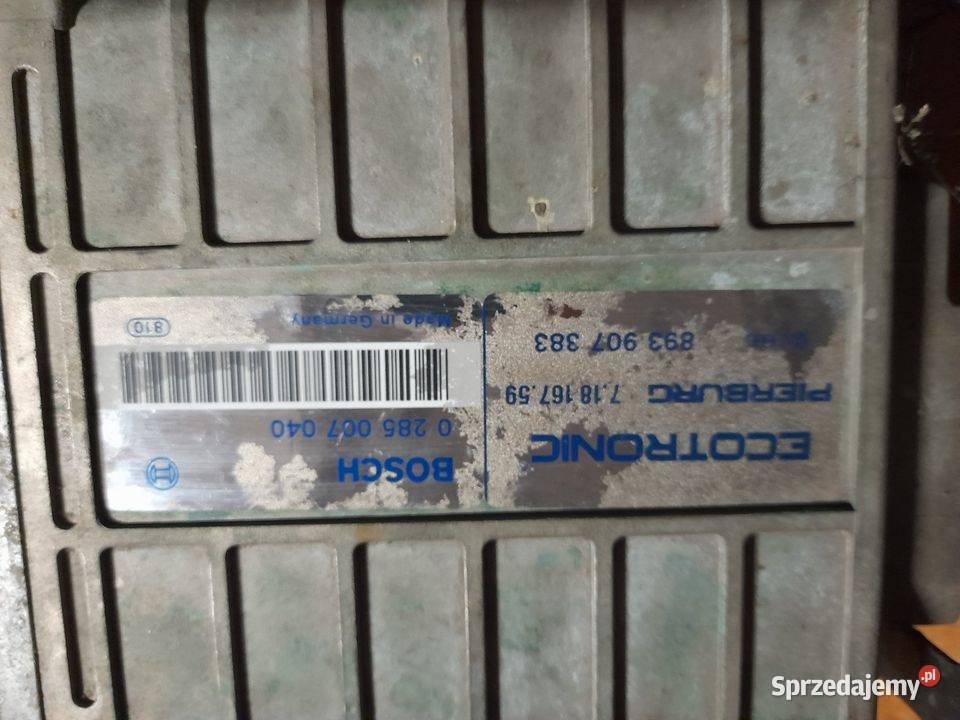 ECOTRONIC
PIERBURG 7.18 167.59
893 907 383
BOSCH
0 285 007 040
Made in Germany
810
Sprzedajemy.pl